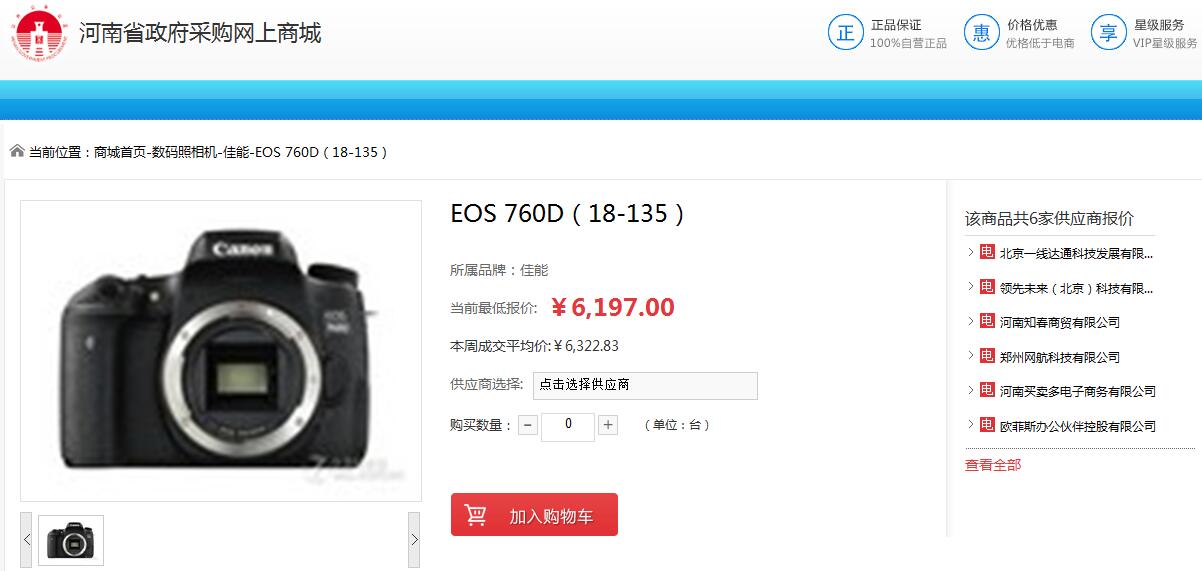 河南省政府采购网上商城
正 正品保证
100%自营正品
惠 价格优惠
优格低于电商
享 星级服务
VIP星级服务
当前位置：商城首页-数码照相机-佳能-EOS 760D（18-135）
Canon
EOS 760D（18-135）
所属品牌：佳能
当前最低报价: ￥6,197.00
本周成交平均价:￥6,322.83
供应商选择: 点击选择供应商
购买数量： − 0 + （单位：台）
加入购物车
该商品共6家供应商报价
电 北京一线达通科技发展有限...
电 领先未来（北京）科技有限...
电 河南知春商贸有限公司
电 郑州网航科技有限公司
电 河南买卖多电子商务有限公司
电 欧菲斯办公伙伴控股有限公司
查看全部